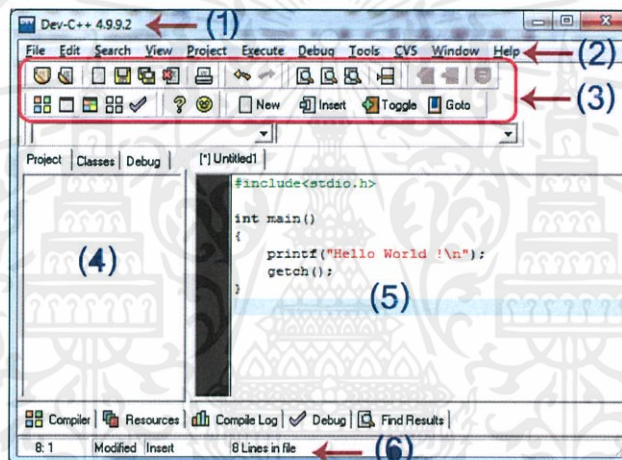 Dev-C++ 4.9.9.2 (1)
File Edit Search View Project Execute Debug Tools CVS Window Help (2)
(3)
New Insert Toggle Goto
Project Classes Debug [*] Untitled1
#include<stdio.h>
int main()
{
printf("Hello World !\n");
getch();
}
(4)
(5)
Compiler Resources Compile Log Debug Find Results
8: 1 Modified Insert 8 Lines in file (6)